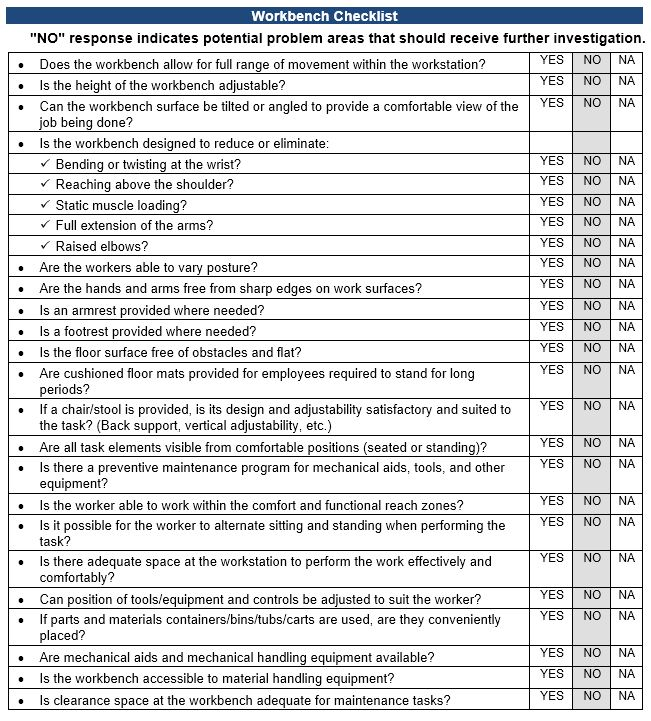 Workbench Checklist
"NO" response indicates potential problem areas that should receive further investigation.
• Does the workbench allow for full range of movement within the workstation? YES NO NA
• Is the height of the workbench adjustable? YES NO NA
• Can the workbench surface be tilted or angled to provide a comfortable view of the YES NO NA
job being done?
• Is the workbench designed to reduce or eliminate:
✓ Bending or twisting at the wrist? YES NO NA
✓ Reaching above the shoulder? YES NO NA
✓ Static muscle loading? YES NO NA
✓ Full extension of the arms? YES NO NA
✓ Raised elbows? YES NO NA
• Are the workers able to vary posture? YES NO NA
• Are the hands and arms free from sharp edges on work surfaces? YES NO NA
• Is an armrest provided where needed? YES NO NA
• Is a footrest provided where needed? YES NO NA
• Is the floor surface free of obstacles and flat? YES NO NA
• Are cushioned floor mats provided for employees required to stand for long YES NO NA
periods?
• If a chair/stool is provided, is its design and adjustability satisfactory and suited to YES NO NA
the task? (Back support, vertical adjustability, etc.)
• Are all task elements visible from comfortable positions (seated or standing)? YES NO NA
• Is there a preventive maintenance program for mechanical aids, tools, and other YES NO NA
equipment?
• Is the worker able to work within the comfort and functional reach zones? YES NO NA
• Is it possible for the worker to alternate sitting and standing when performing the YES NO NA
task?
• Is there adequate space at the workstation to perform the work effectively and YES NO NA
comfortably?
• Can position of tools/equipment and controls be adjusted to suit the worker? YES NO NA
• If parts and materials containers/bins/tubs/carts are used, are they conveniently YES NO NA
placed?
• Are mechanical aids and mechanical handling equipment available? YES NO NA
• Is the workbench accessible to material handling equipment? YES NO NA
• Is clearance space at the workbench adequate for maintenance tasks? YES NO NA